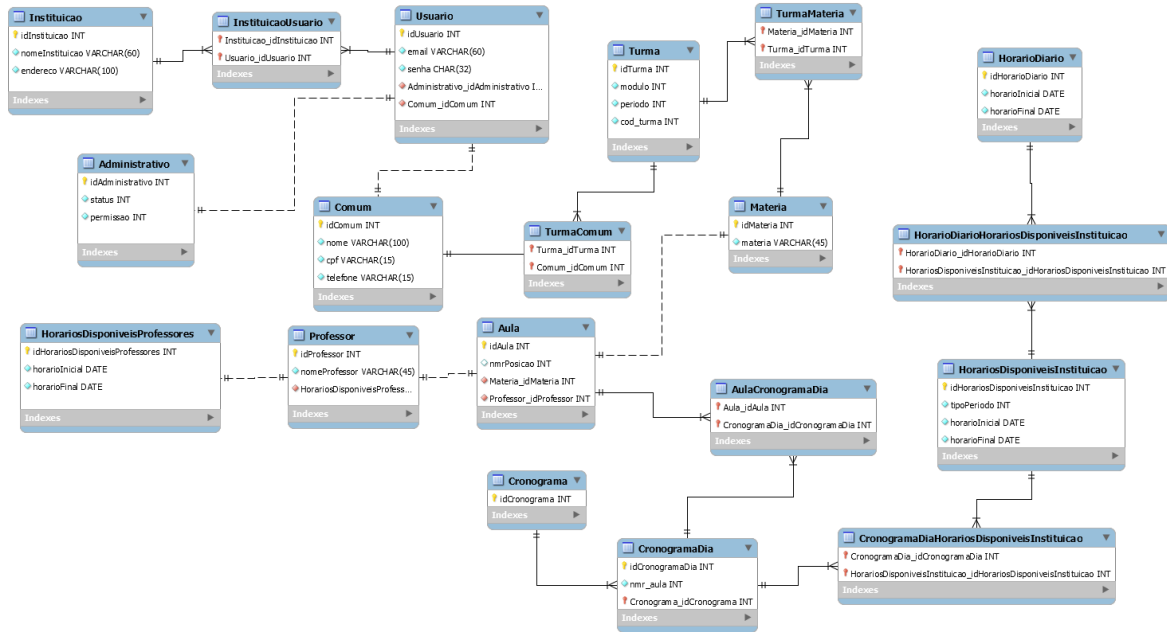 Instituicao
idInstituicao INT
nomeInstituicao VARCHAR(60)
endereco VARCHAR(100)
Indexes
InstituicaoUsuario
Instituicao_idInstituicao INT
Usuario_idUsuario INT
Indexes
Usuario
idUsuario INT
email VARCHAR(60)
senha CHAR(32)
Administrativo_idAdministrativo I...
Comum_idComum INT
Indexes
Turma
idTurma INT
modulo INT
periodo INT
cod_turma INT
Indexes
TurmaMateria
Materia_idMateria INT
Turma_idTurma INT
Indexes
HorarioDiario
idHorarioDiario INT
horarioInicial DATE
horarioFinal DATE
Indexes
Administrativo
idAdministrativo INT
status INT
permissao INT
Indexes
Comum
idComum INT
nome VARCHAR(100)
cpf VARCHAR(15)
telefone VARCHAR(15)
Indexes
TurmaComum
Turma_idTurma INT
Comum_idComum INT
Indexes
Materia
idMateria INT
materia VARCHAR(45)
Indexes
HorarioDiarioHorariosDisponiveisInstituicao
HorarioDiario_idHorarioDiario INT
HorariosDisponiveisInstituicao_idHorariosDisponiveisInstituicao INT
Indexes
HorariosDisponiveisProfessores
idHorariosDisponiveisProfessores INT
horarioInicial DATE
horarioFinal DATE
Indexes
Professor
idProfessor INT
nomeProfessor VARCHAR(45)
HorariosDisponiveisProfess...
Indexes
Aula
idAula INT
nmrPosicao INT
Materia_idMateria INT
Professor_idProfessor INT
Indexes
AulaCronogramaDia
Aula_idAula INT
CronogramaDia_idCronogramaDia INT
Indexes
HorariosDisponiveisInstituicao
idHorariosDisponiveisInstituicao INT
tipoPeriodo INT
horarioInicial DATE
horarioFinal DATE
Indexes
Cronograma
idCronograma INT
Indexes
CronogramaDia
idCronogramaDia INT
nmr_aula INT
Cronograma_idCronograma INT
Indexes
CronogramaDiaHorariosDisponiveisInstituicao
CronogramaDia_idCronogramaDia INT
HorariosDisponiveisInstituicao_idHorariosDisponiveisInstituicao INT
Indexes